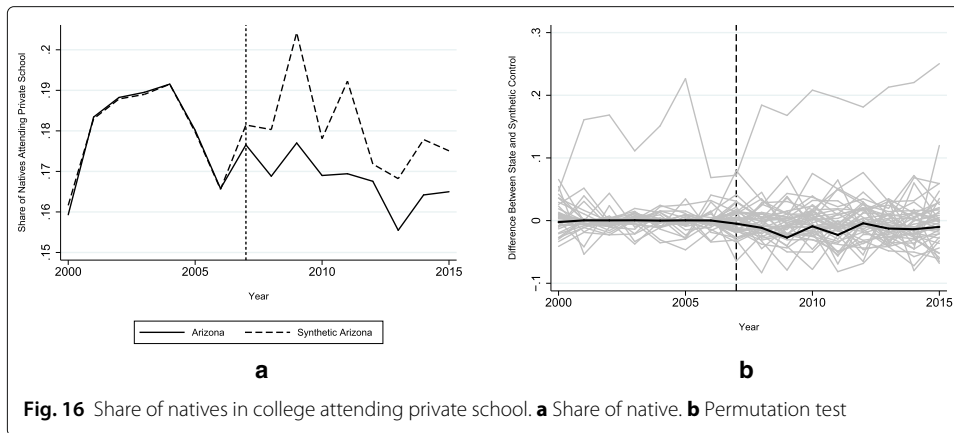 Share of Natives Attending Private School
.2
.19
.18
.17
.16
.15
2000
2005
2010
2015
Year
Arizona
Synthetic Arizona
a
Difference Between State and Synthetic Control
.3
.2
.1
0
-.1
2000
2005
2010
2015
Year
b
Fig. 16 Share of natives in college attending private school. a Share of native. b Permutation test